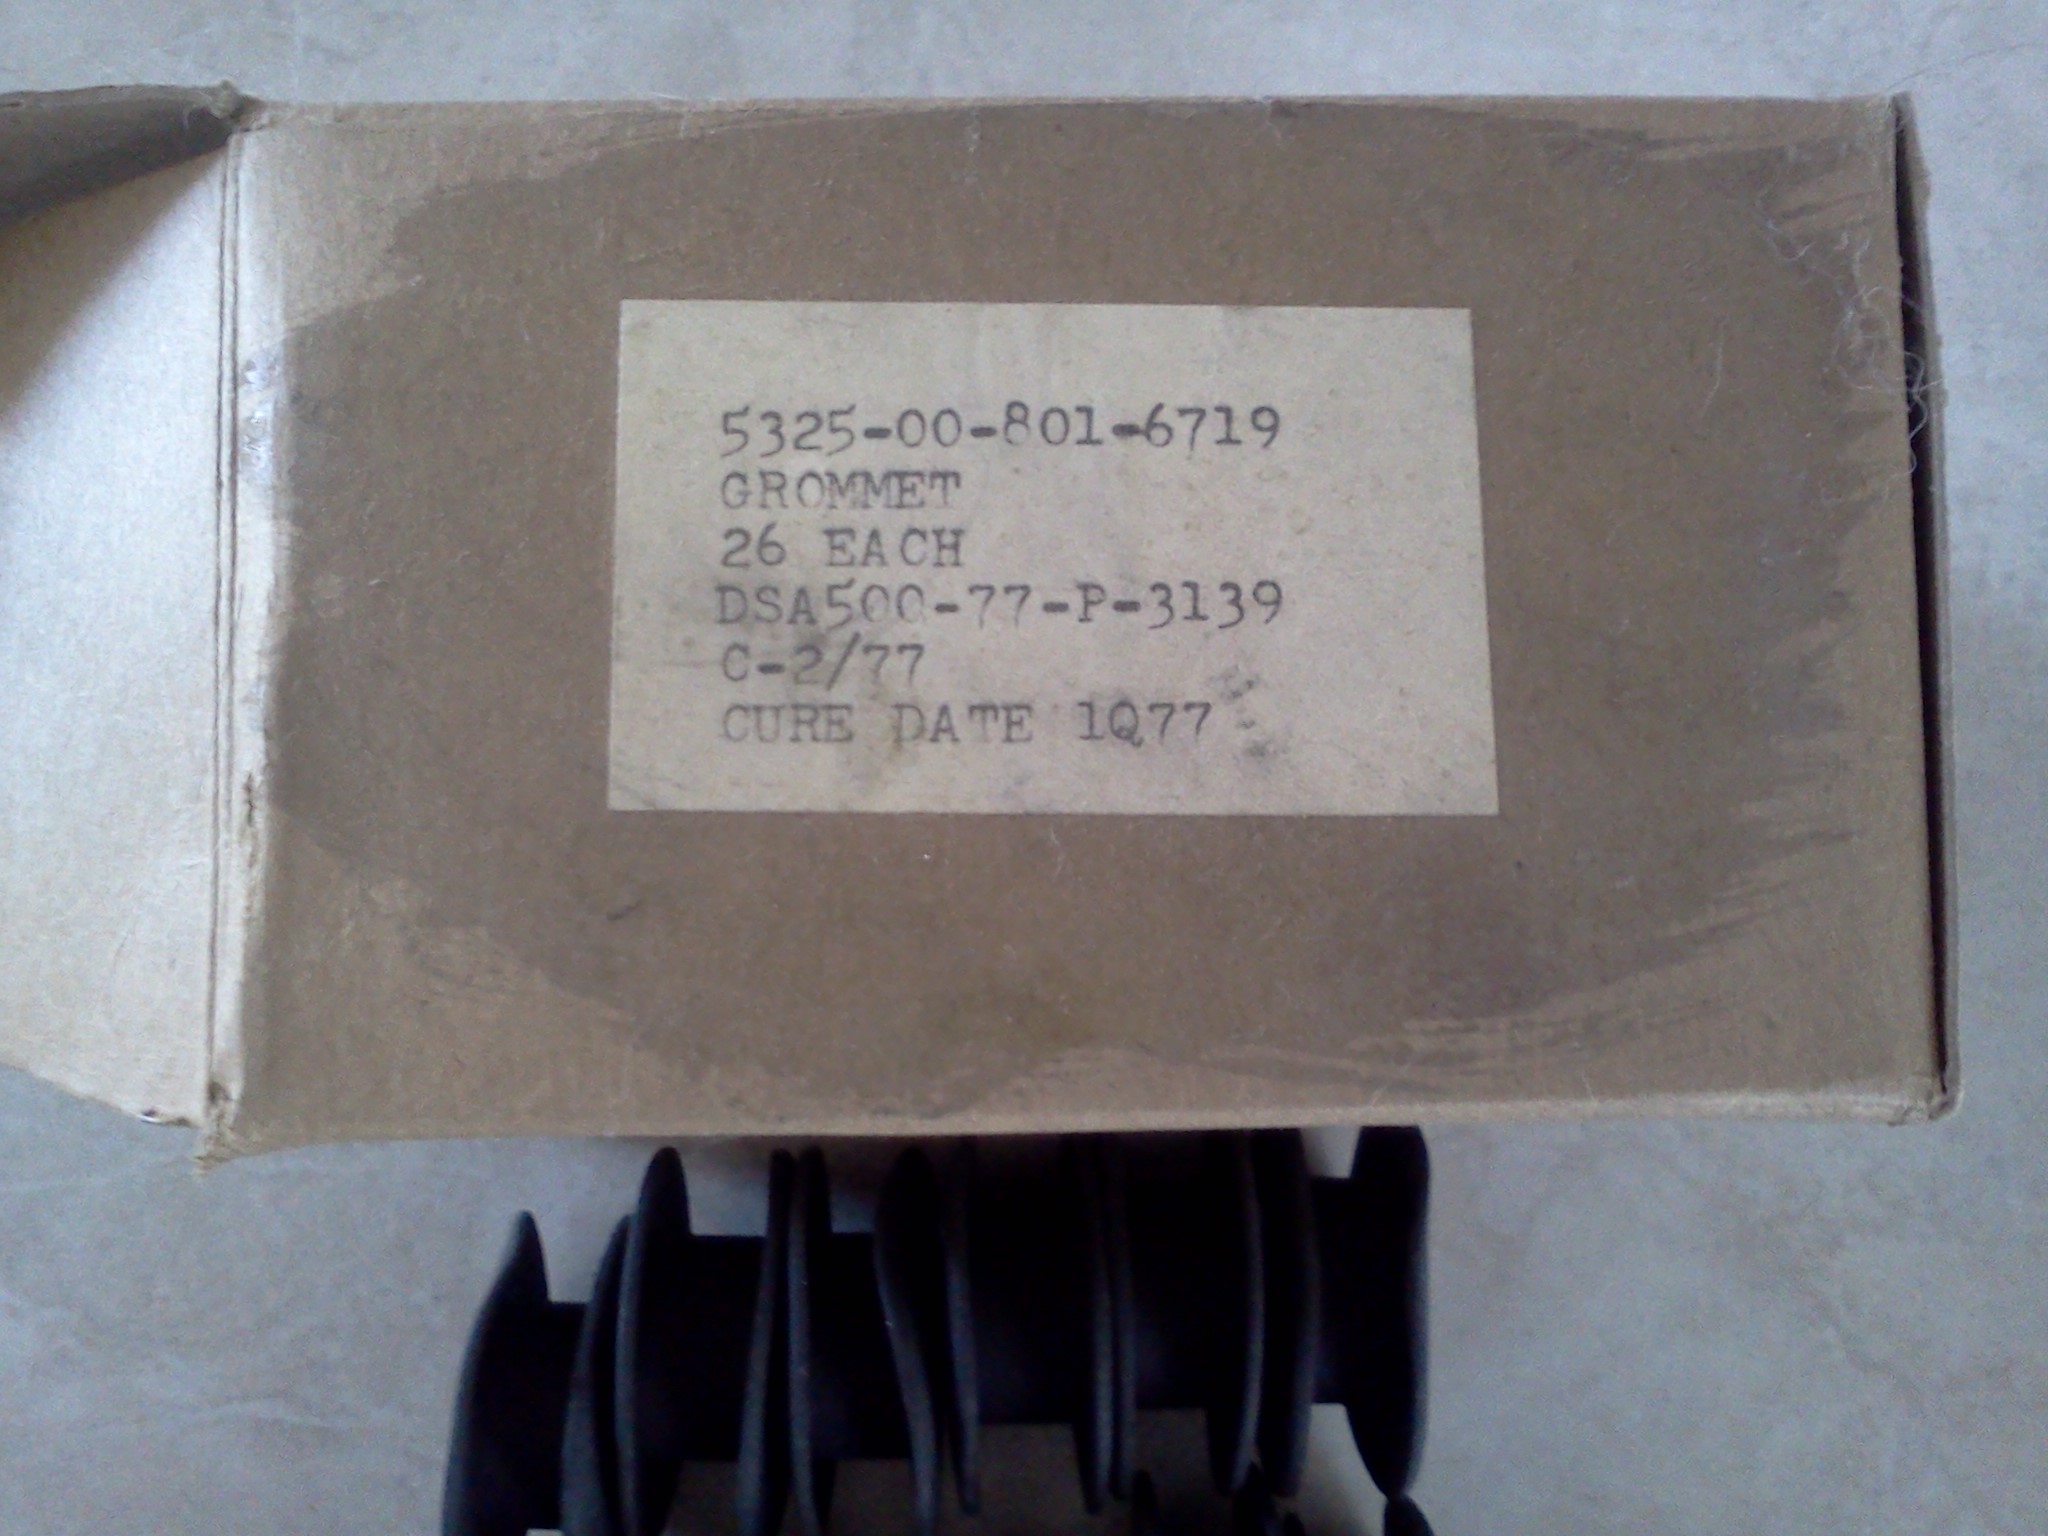 5325-00-801-6719
GROMMET
26 EACH
DSA500-77-P-3139
C-2/77
CURE DATE 1Q77